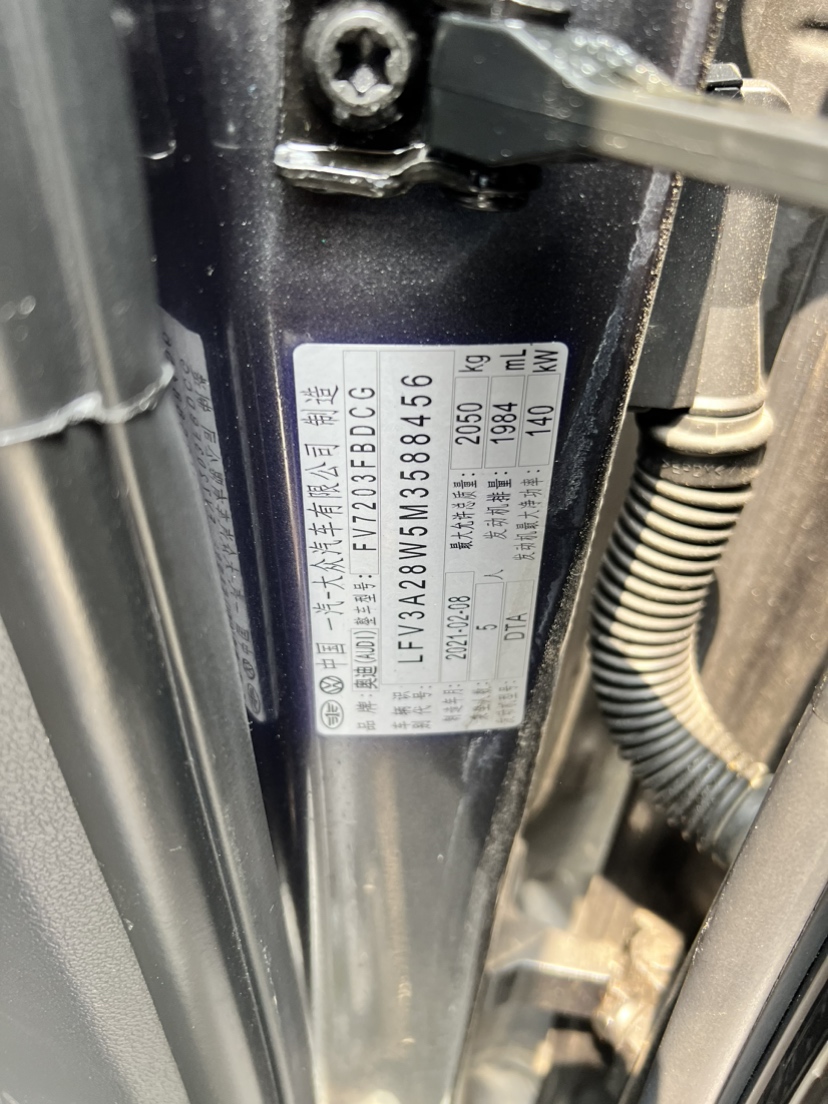 中国 一汽-大众汽车有限公司 制造
品牌：奥迪(AUDI) 整车型号： FV7203FBDCG
车辆识别代号： LFV3A28W5M3588456
制造年月： 2021-02-08 最大允许总质量： 2050 kg
乘坐人数： 5 人 发动机排量： 1984 mL
发动机型号： DTA 发动机最大净功率： 140 kW